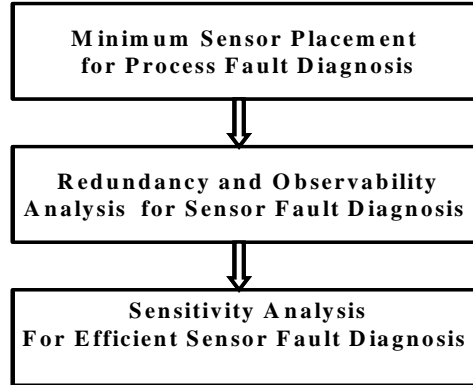 Minimum Sensor Placement
for Process Fault Diagnosis
Redundancy and Observability
Analysis for Sensor Fault Diagnosis
Sensitivity Analysis
For Efficient Sensor Fault Diagnosis